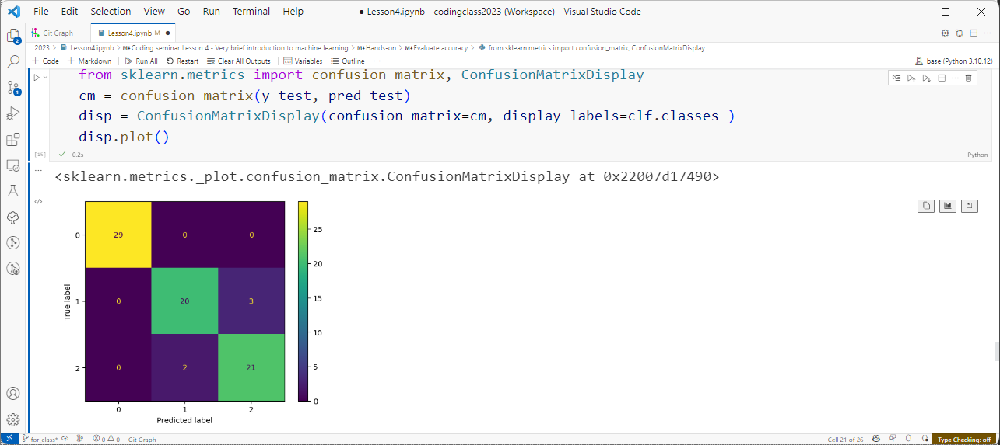 File Edit Selection View Go Run Terminal Help ● Lesson4.ipynb - codingclass2023 (Workspace) - Visual Studio Code
Git Graph Lesson4.ipynb M ●
2023 > Lesson4.ipynb > M↓Coding seminar Lesson 4 - Very brief introduction to machine learning > M↓Hands-on > M↓Evaluate accuracy > from sklearn.metrics import confusion_matrix, ConfusionMatrixDisplay
+ Code + Markdown Run All Restart Clear All Outputs Variables Outline ... base (Python 3.10.12)
2
from sklearn.metrics import confusion_matrix, ConfusionMatrixDisplay
1
cm = confusion_matrix(y_test, pred_test)
disp = ConfusionMatrixDisplay(confusion_matrix=cm, display_labels=clf.classes_)
disp.plot()
[15] ✓ 0.2s Python
...
<sklearn.metrics._plot.confusion_matrix.ConfusionMatrixDisplay at 0x22007d17490>
</>
29 0 0
0 20 3
0 2 21
0
1
2
True label
0 1 2
Predicted label
25
20
15
10
5
0
for_class* 0 0 Git Graph Cell 21 of 26 Type Checking: off